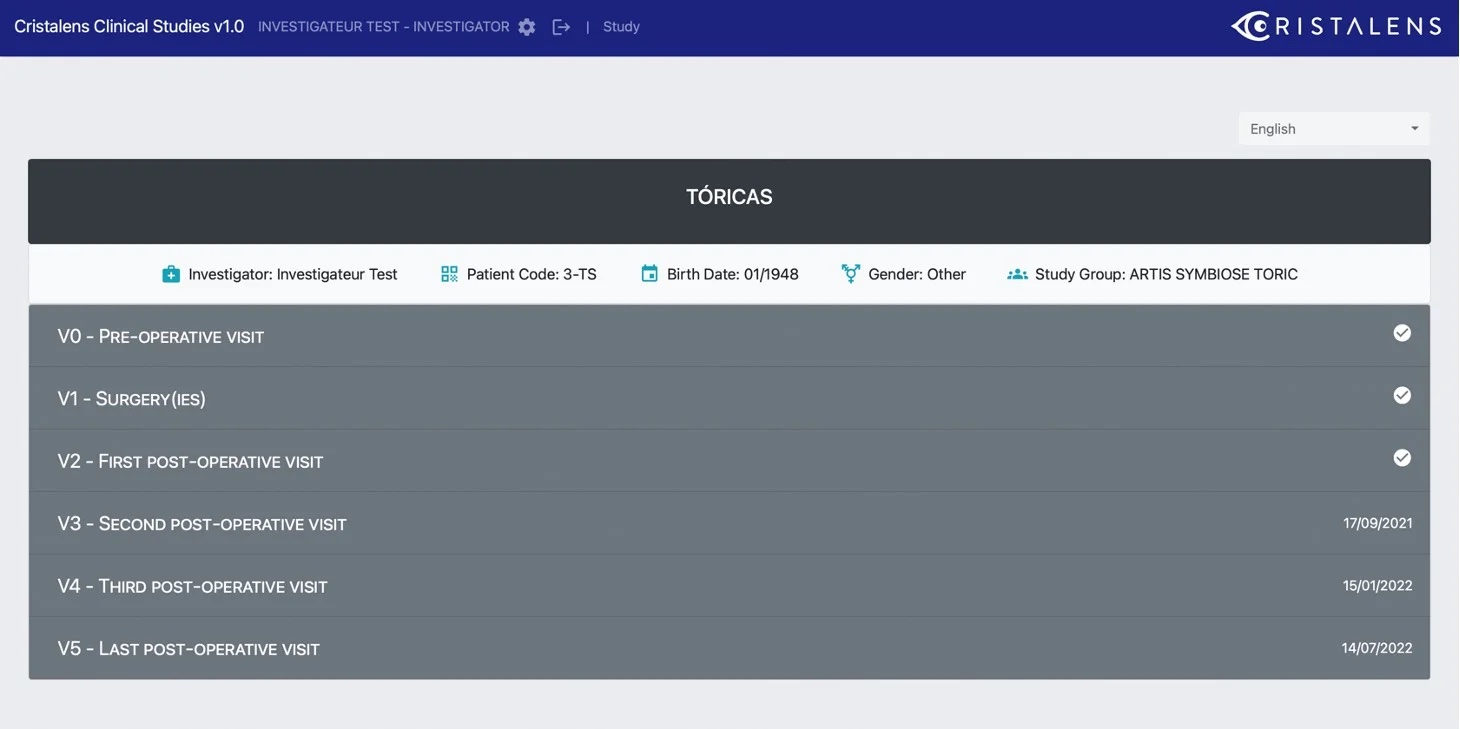 Cristalens Clinical Studies v1.0 INVESTIGATEUR TEST - INVESTIGATOR | Study CRISTALENS
English
TÓRICAS
Investigator: Investigateur Test Patient Code: 3-TS Birth Date: 01/1948 Gender: Other Study Group: ARTIS SYMBIOSE TORIC
V0 - Pre-operative visit
V1 - Surgery(ies)
V2 - First post-operative visit
V3 - Second post-operative visit 17/09/2021
V4 - Third post-operative visit 15/01/2022
V5 - Last post-operative visit 14/07/2022